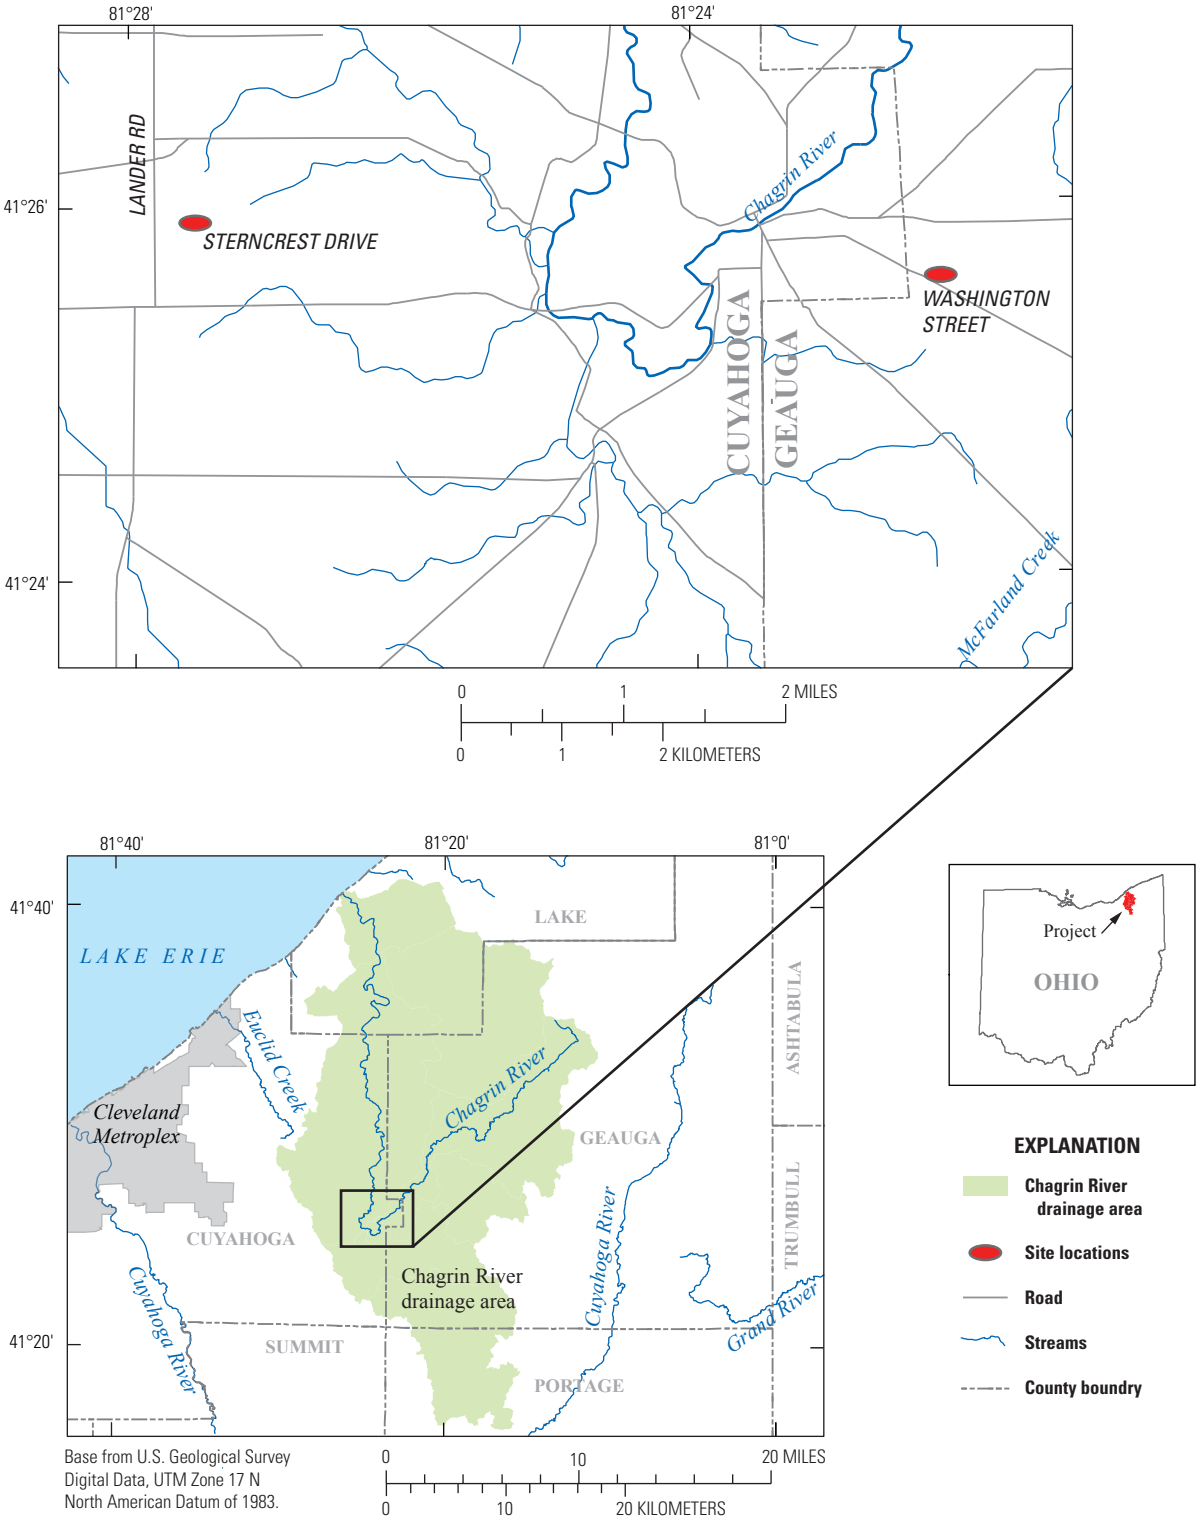 81°28'
81°24'
LANDER RD
Chagrin River
41°26'
STERNCREST DRIVE
WASHINGTON
STREET
CUYAHOGA
GEAUGA
41°24'
McFarland Creek
0 1 2 MILES
0 1 2 KILOMETERS
81°40'
81°20'
81°0'
41°40'
LAKE
LAKE ERIE
Project
OHIO
ASHTABULA
Euclid Creek
Chagrin River
Cleveland
Metroplex
GEAUGA
EXPLANATION
TRUMBULL
Chagrin River
drainage area
CUYAHOGA
Cuyahoga River
Site locations
Chagrin River
drainage area
Cuyahoga River
Grand River
Road
41°20'
SUMMIT
Streams
PORTAGE
County boundry
Base from U.S. Geological Survey
Digital Data, UTM Zone 17 N
North American Datum of 1983.
0 10 20 MILES
0 10 20 KILOMETERS